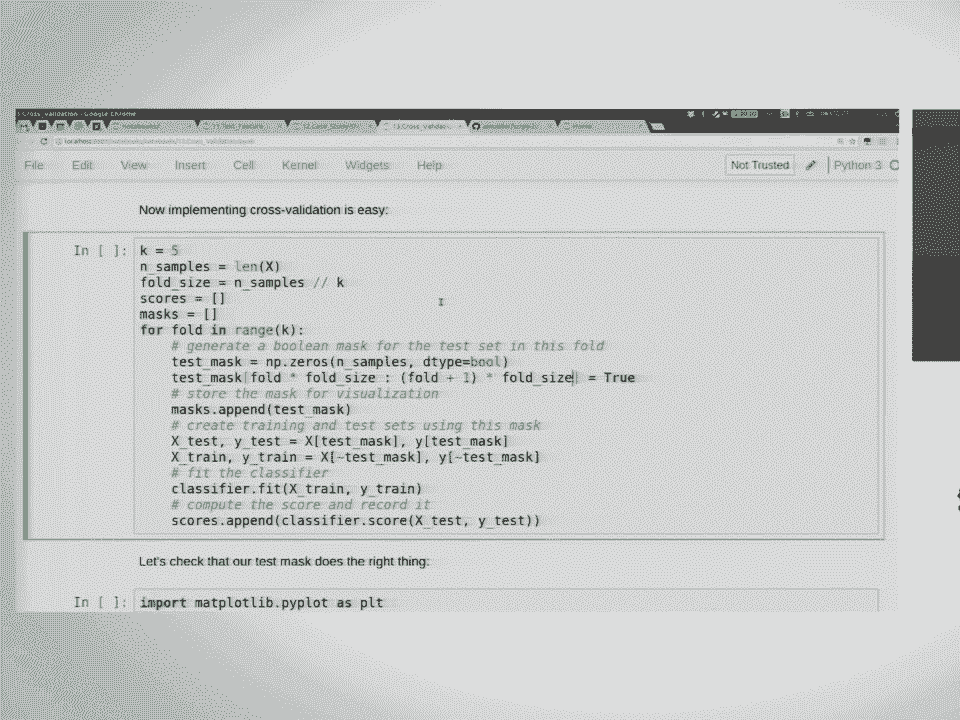 File Edit View Insert Cell Kernel Widgets Help Not Trusted Python 3
Now implementing cross-validation is easy:
In [ ]: k = 5
n_samples = len(X)
fold_size = n_samples // k
scores = []
masks = []
for fold in range(k):
# generate a boolean mask for the test set in this fold
test_mask = np.zeros(n_samples, dtype=bool)
test_mask[fold * fold_size : (fold + 1) * fold_size] = True
# store the mask for visualization
masks.append(test_mask)
# create training and test sets using this mask
X_test, y_test = X[test_mask], y[test_mask]
X_train, y_train = X[~test_mask], y[~test_mask]
# fit the classifier
classifier.fit(X_train, y_train)
# compute the score and record it
scores.append(classifier.score(X_test, y_test))
Let's check that our test mask does the right thing:
In [ ]: import matplotlib.pyplot as plt